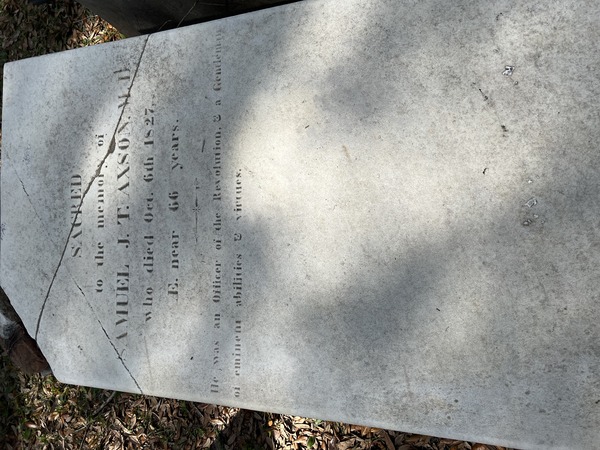 SACRED
to the memory of
AMUEL J. T. AXSON. M.D.
who died Oct. 6th 1827,
Æ. near 66 years.
He was an Officer of the Revolution, & a Gentleman
of eminent abilities & virtues.